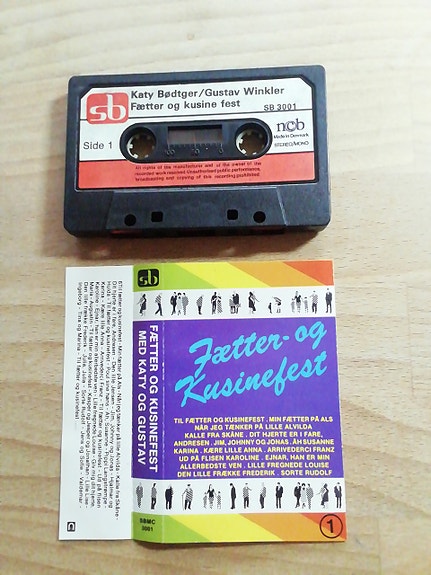 sb
Katy Bødtger/Gustav Winkler
Fætter og kusine fest
SB 3001
Side 1
ncb
Made in Denmark
STEREO/MONO
All rights of the manufacturer and of the owner of the
recorded work reserved. Unauthorised public performance,
broadcasting and copying of this recording prohibited.
sb
FÆTTER OG KUSINEFEST
MED KATY OG GUSTAV
SBMC
3001
Fætter- og
Kusinefest
TIL FÆTTER OG KUSINEFEST . MIN FÆTTER PÅ ALS
NÅR JEG TÆNKER PÅ LILLE ALVILDA
KALLE FRA SKÅNE . DIT HJERTE ER I FARE,
ANDRESEN . JIM, JOHNNY OG JONAS . ÅH SUSANNE
KARINA . KÆRE LILLE ANNA . ARRIVEDERCI FRANZ
UD PÅ FLISEN KAROLINE . EJNAR, HAN ER MIN
ALLERBEDSTE VEN . LILLE FREGNEDE LOUISE
DEN LILLE FRÆKKE FREDERIK . SORTE RUDOLF
1